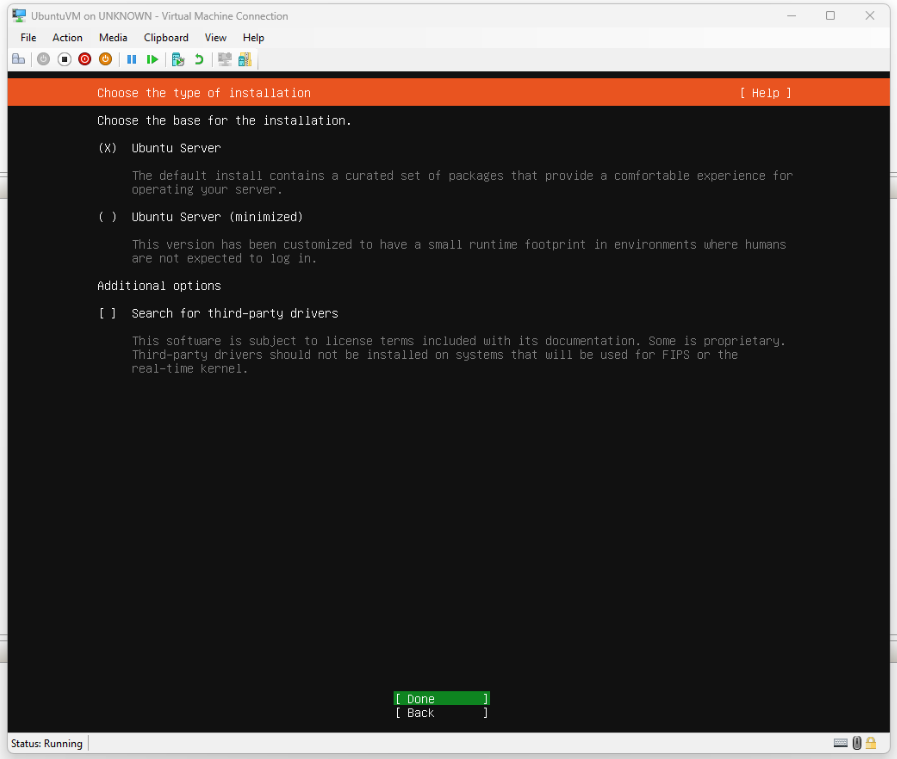 UbuntuVM on UNKNOWN - Virtual Machine Connection
File Action Media Clipboard View Help
Choose the type of installation [ Help ]
Choose the base for the installation.
(X) Ubuntu Server
The default install contains a curated set of packages that provide a comfortable experience for
operating your server.
( ) Ubuntu Server (minimized)
This version has been customized to have a small runtime footprint in environments where humans
are not expected to log in.
Additional options
[ ] Search for third-party drivers
This software is subject to license terms included with its documentation. Some is proprietary.
Third-party drivers should not be installed on systems that will be used for FIPS or the
real-time kernel.
[ Done ]
[ Back ]
Status: Running